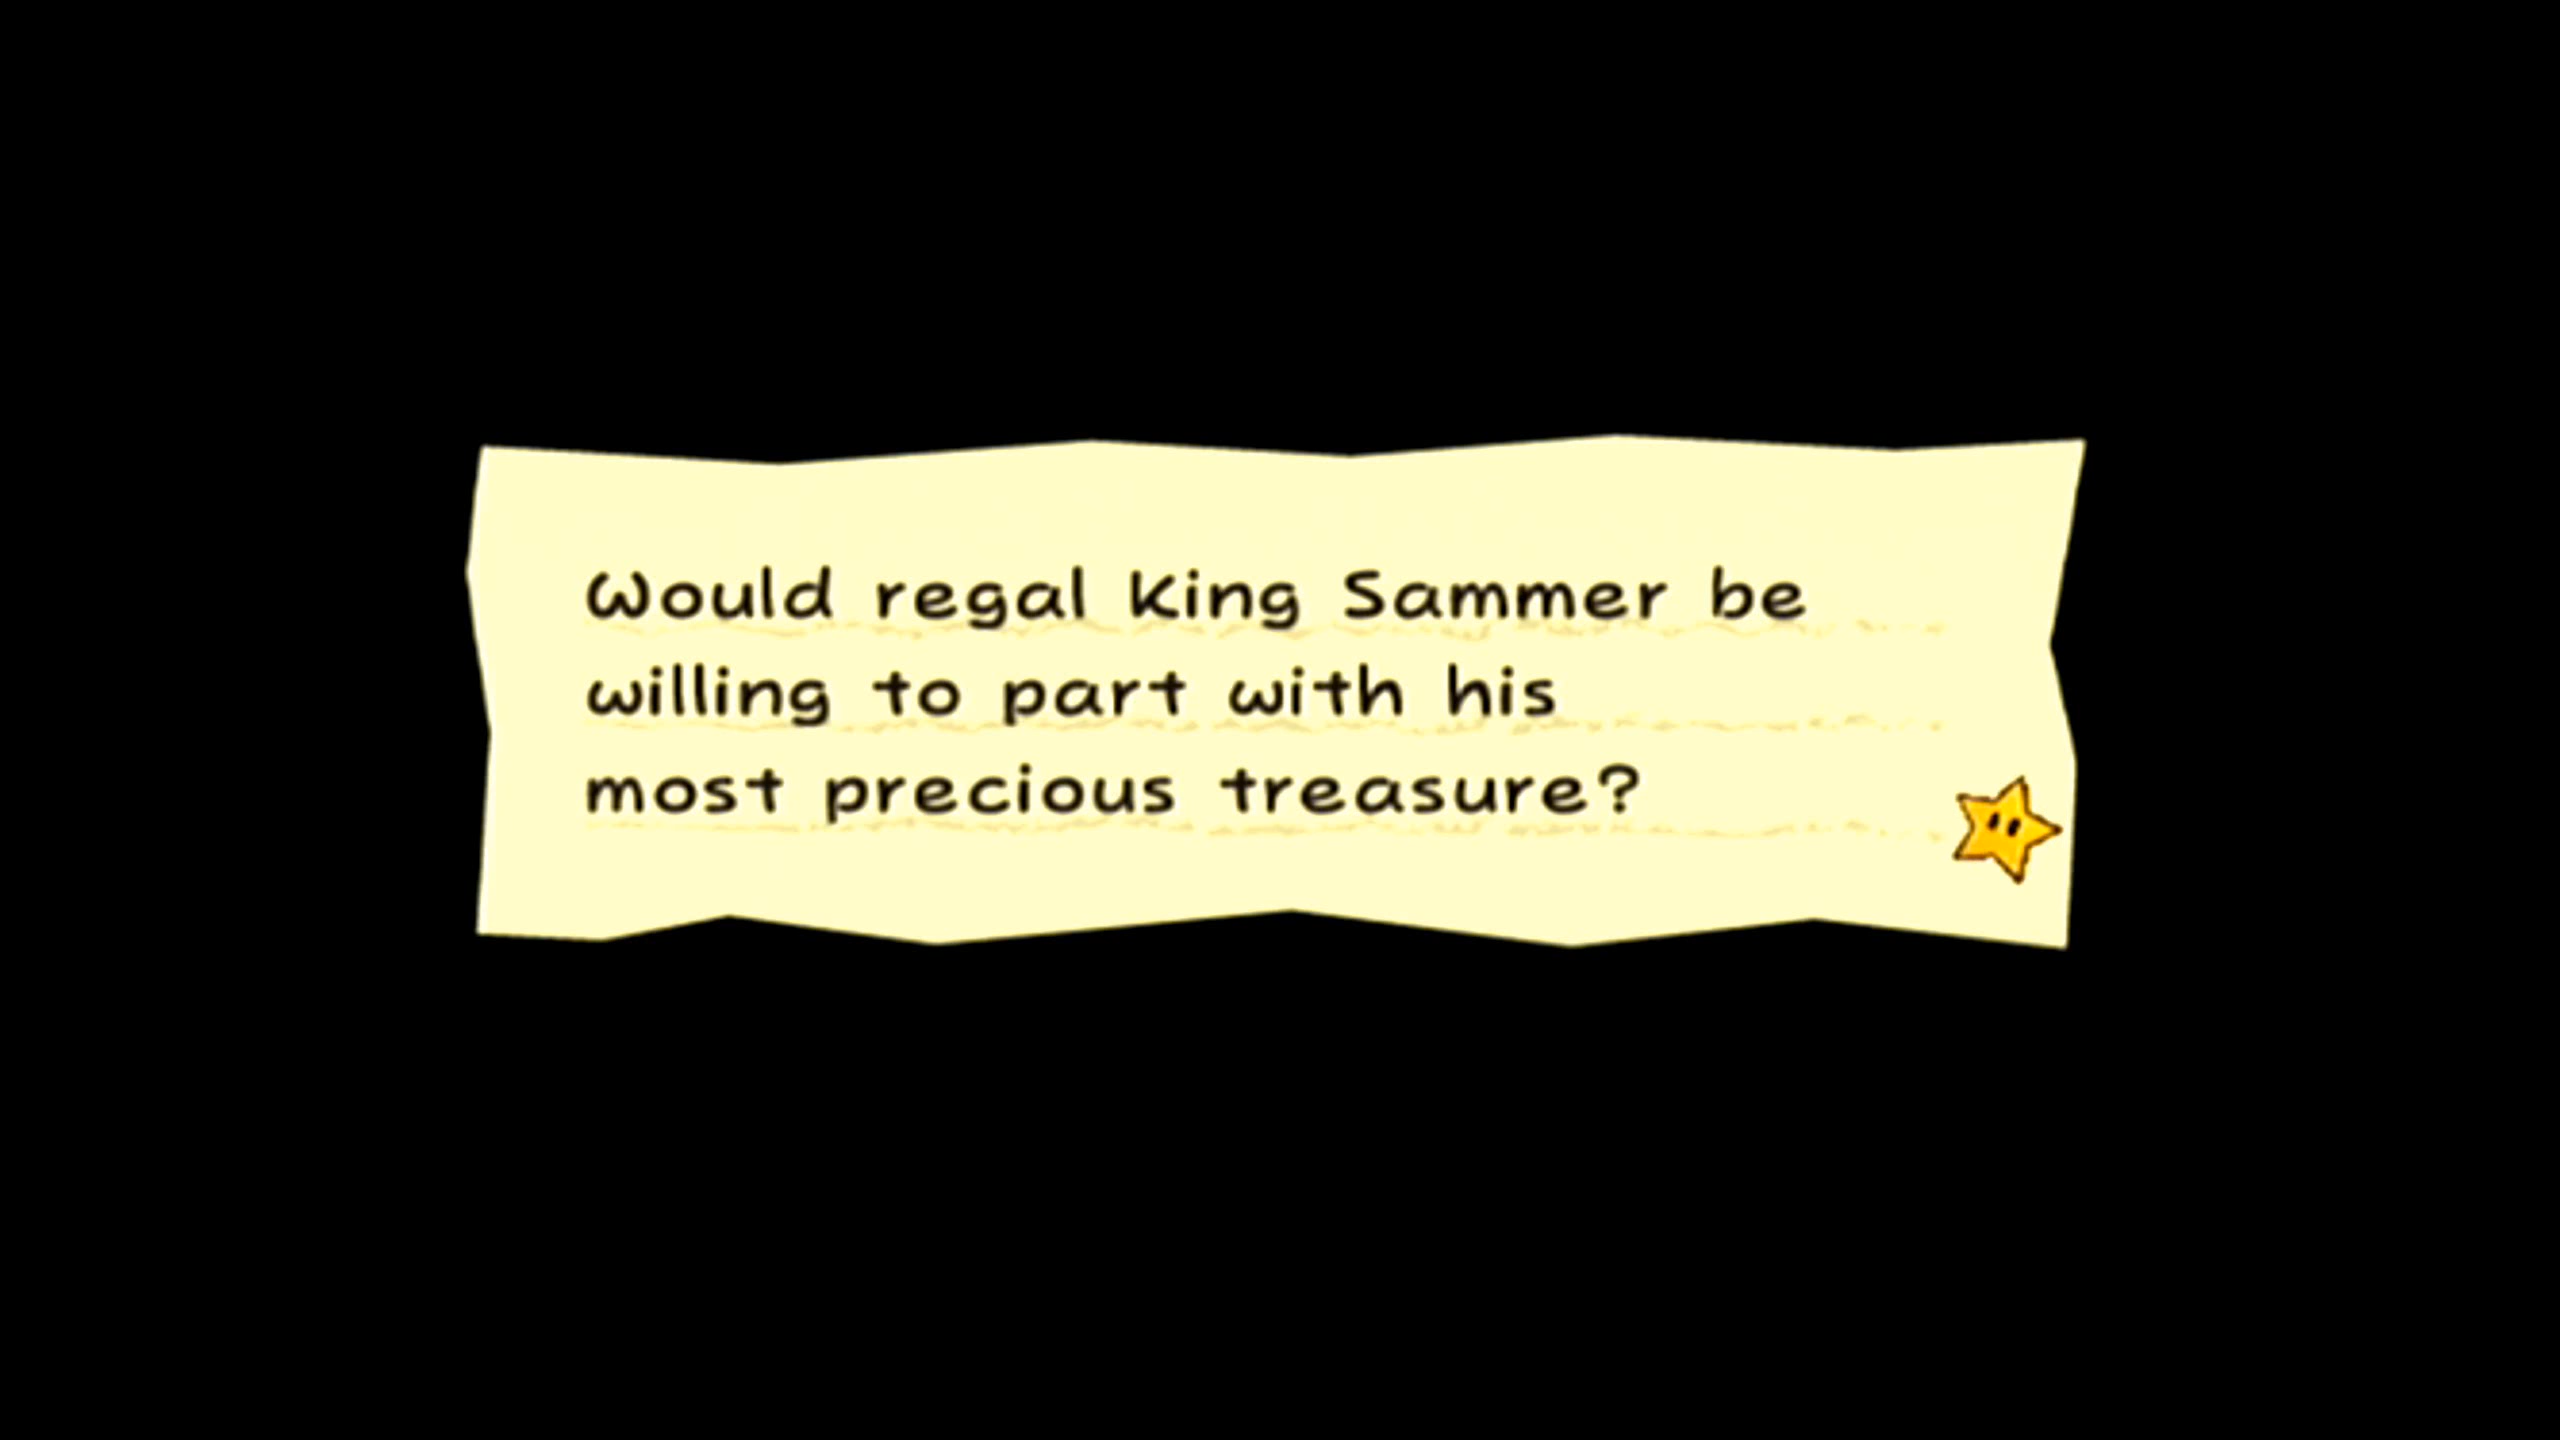 Would regal King Sammer be
willing to part with his
most precious treasure?